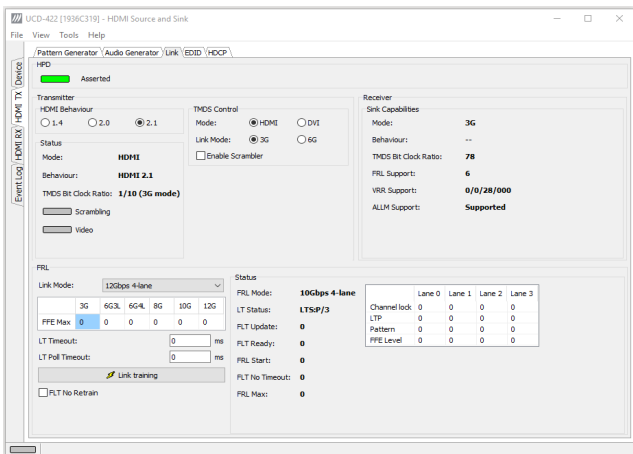 UCD-422 [1936C319] - HDMI Source and Sink
File View Tools Help
Device
HDMI TX
HDMI RX
Event Log
Pattern Generator Audio Generator Link EDID HDCP
HPD
Asserted
Transmitter
HDMI Behaviour
1.4 2.0 2.1
Status
Mode: HDMI
Behaviour: HDMI 2.1
TMDS Bit Clock Ratio: 1/10 (3G mode)
Scrambling
Video
TMDS Control
Mode: HDMI DVI
Link Mode: 3G 6G
Enable Scrambler
Receiver
Sink Capabilities
Mode: 3G
Behaviour: --
TMDS Bit Clock Ratio: 78
FRL Support: 6
VRR Support: 0/0/28/000
ALLM Support: Supported
FRL
Link Mode: 12Gbps 4-lane
3G 6G3L 6G4L 8G 10G 12G
FFE Max 0 0 0 0 0 0
LT Timeout: 0 ms
LT Poll Timeout: 0 ms
Link training
FLT No Retrain
Status
FRL Mode: 10Gbps 4-lane
LT Status: LTS:P/3
FLT Update: 0
FLT Ready: 0
FRL Start: 0
FLT No Timeout: 0
FRL Max: 0
Lane 0 Lane 1 Lane 2 Lane 3
Channel lock 0 0 0 0
LTP 0 0 0 0
Pattern 0 0 0 0
FFE Level 0 0 0 0